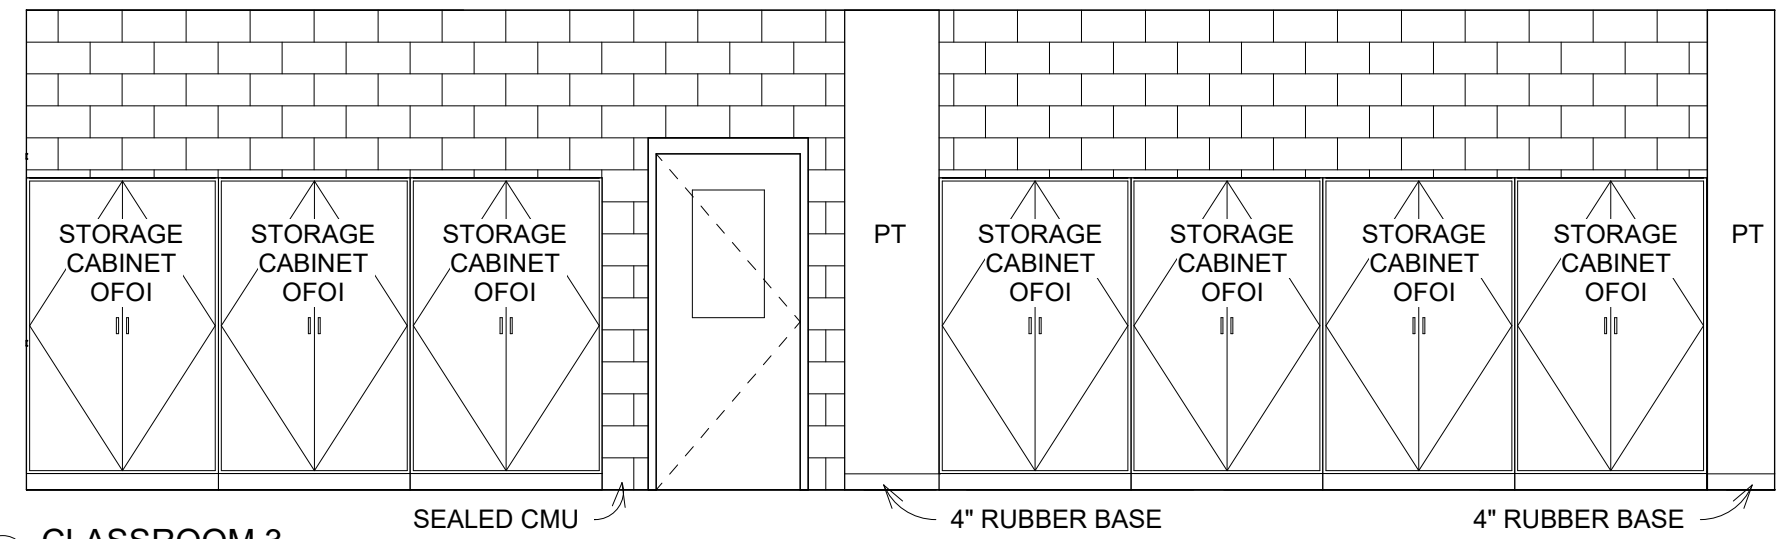 STORAGE
CABINET
OFOI
STORAGE
CABINET
OFOI
STORAGE
CABINET
OFOI
PT
STORAGE
CABINET
OFOI
STORAGE
CABINET
OFOI
STORAGE
CABINET
OFOI
STORAGE
CABINET
OFOI
PT
SEALED CMU
4" RUBBER BASE
4" RUBBER BASE
CLASSROOM